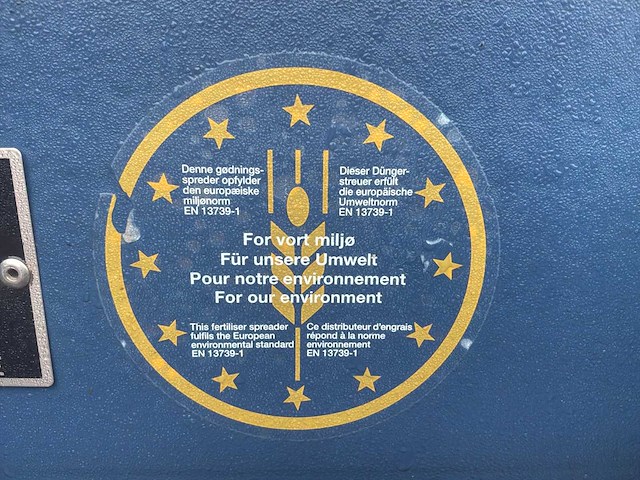 Denne gødnings-
spreder opfylder
den europæiske
miljønorm
EN 13739-1
Dieser Dünger-
streuer erfült
die europäische
Umweltnorm
EN 13739-1
For vort miljø
Für unsere Umwelt
Pour notre environnement
For our environment
This fertiliser spreader
fulfils the European
environmental standard
EN 13739-1
Ce distributeur d'engrais
répond à la norme
environnement
EN 13739-1